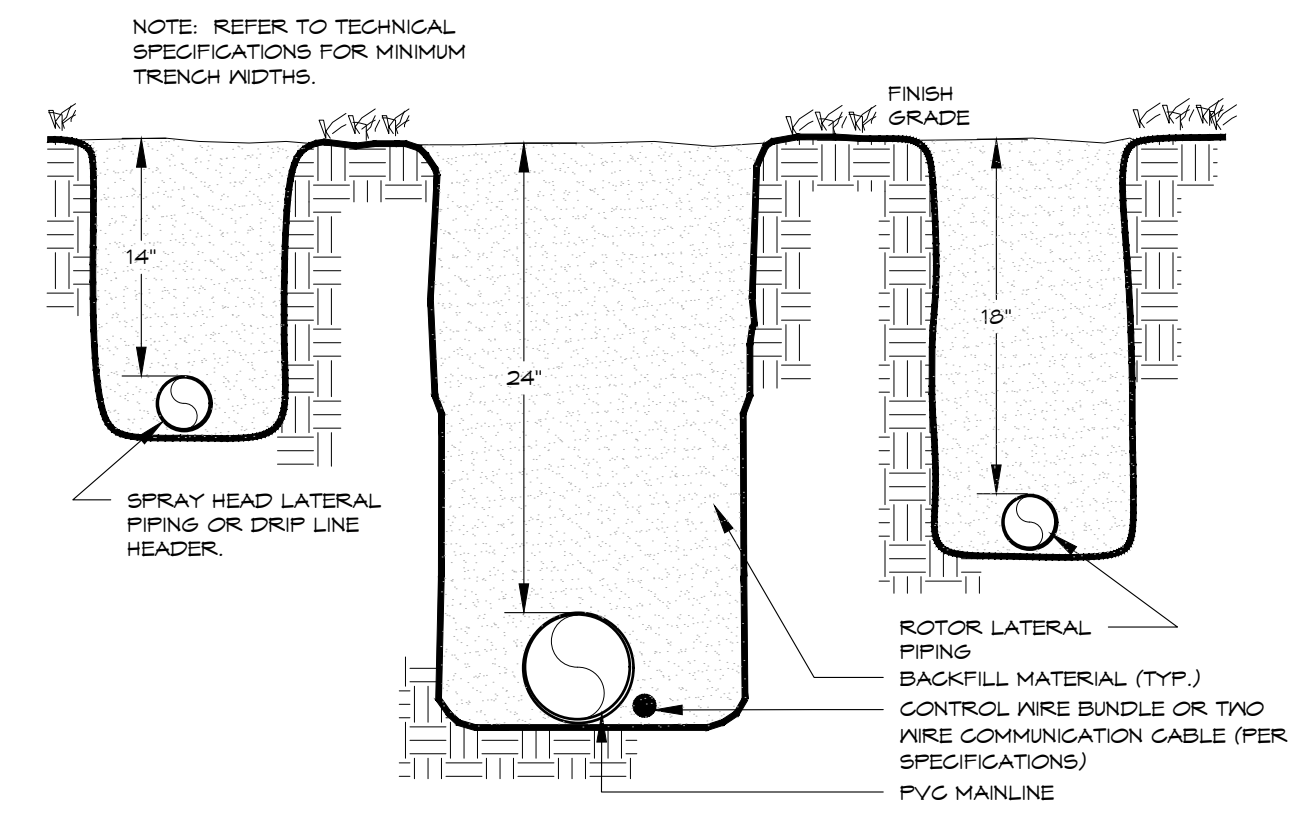 NOTE: REFER TO TECHNICAL
SPECIFICATIONS FOR MINIMUM
TRENCH WIDTHS.
FINISH
GRADE
14"
24"
18"
SPRAY HEAD LATERAL
PIPING OR DRIP LINE
HEADER.
ROTOR LATERAL
PIPING
BACKFILL MATERIAL (TYP.)
CONTROL WIRE BUNDLE OR TWO
WIRE COMMUNICATION CABLE (PER
SPECIFICATIONS)
PVC MAINLINE